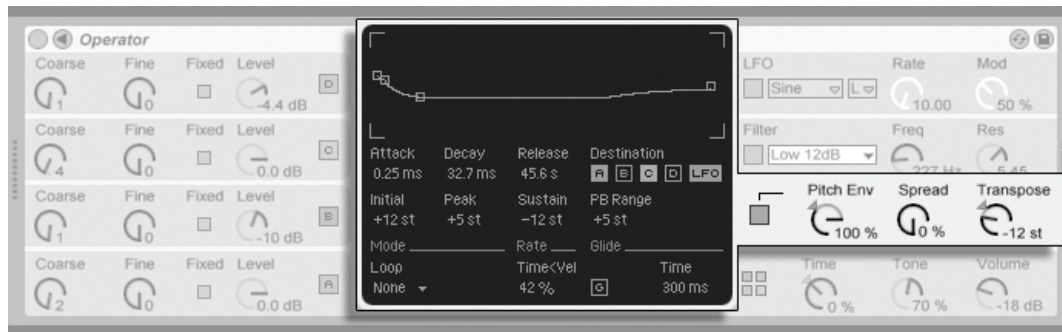 Operator
Coarse Fine Fixed Level
1 0 -4.4 dB D
Coarse Fine Fixed Level
4 0 0.0 dB C
Coarse Fine Fixed Level
1 0 -10 dB B
Coarse Fine Fixed Level
2 0 0.0 dB A
Attack Decay Release Destination
0.25 ms 32.7 ms 45.6 s A B C D LFO
Initial Peak Sustain PB Range
+12 st +5 st -12 st +5 st
Mode Rate Glide
Loop Time<Vel Time
None 42 % G 300 ms
LFO Rate Mod
Sine L 10.00 50 %
Filter Freq Res
Low 12dB 227 Hz 5.45
Pitch Env Spread Transpose
100 % 0 % -12 st
Time Tone Volume
0 % 70 % -18 dB